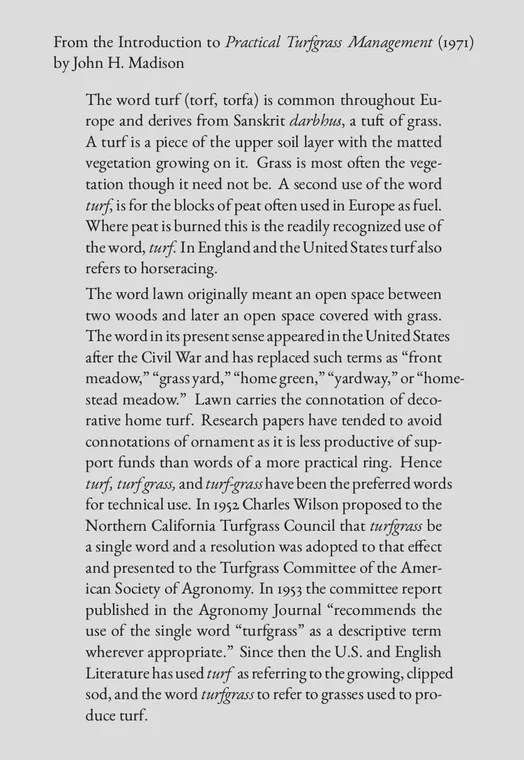 From the Introduction to Practical Turfgrass Management (1971)
by John H. Madison
The word turf (torf, torfa) is common throughout Eu-
rope and derives from Sanskrit darbhus, a tuft of grass.
A turf is a piece of the upper soil layer with the matted
vegetation growing on it. Grass is most often the vege-
tation though it need not be. A second use of the word
turf, is for the blocks of peat often used in Europe as fuel.
Where peat is burned this is the readily recognized use of
the word, turf. In England and the United States turf also
refers to horseracing.
The word lawn originally meant an open space between
two woods and later an open space covered with grass.
The word in its present sense appeared in the United States
after the Civil War and has replaced such terms as “front
meadow,” “grass yard,” “home green,” “yardway,” or “home-
stead meadow.” Lawn carries the connotation of deco-
rative home turf. Research papers have tended to avoid
connotations of ornament as it is less productive of sup-
port funds than words of a more practical ring. Hence
turf, turf grass, and turf-grass have been the preferred words
for technical use. In 1952 Charles Wilson proposed to the
Northern California Turfgrass Council that turfgrass be
a single word and a resolution was adopted to that effect
and presented to the Turfgrass Committee of the Amer-
ican Society of Agronomy. In 1953 the committee report
published in the Agronomy Journal “recommends the
use of the single word “turfgrass” as a descriptive term
wherever appropriate.” Since then the U.S. and English
Literature has used turf as referring to the growing, clipped
sod, and the word turfgrass to refer to grasses used to pro-
duce turf.